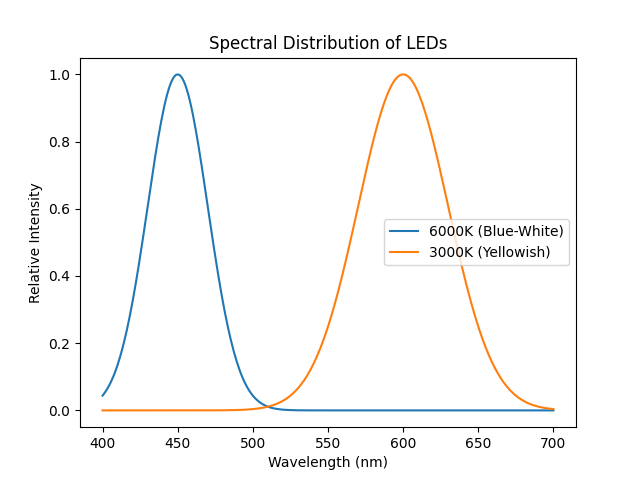 Spectral Distribution of LEDs
1.0
0.8
0.6
0.4
0.2
0.0
Relative Intensity
6000K (Blue-White)
3000K (Yellowish)
400 450 500 550 600 650 700
Wavelength (nm)